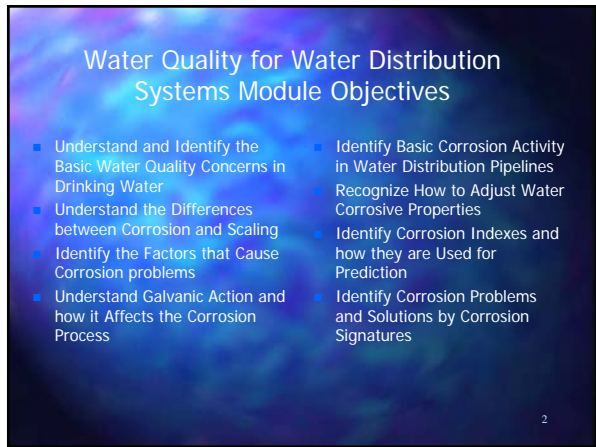 Water Quality for Water Distribution
Systems Module Objectives
Understand and Identify the
Basic Water Quality Concerns in
Drinking Water
Understand the Differences
between Corrosion and Scaling
Identify the Factors that Cause
Corrosion problems
Understand Galvanic Action and
how it Affects the Corrosion
Process
Identify Basic Corrosion Activity
in Water Distribution Pipelines
Recognize How to Adjust Water
Corrosive Properties
Identify Corrosion Indexes and
how they are Used for
Prediction
Identify Corrosion Problems
and Solutions by Corrosion
Signatures
2